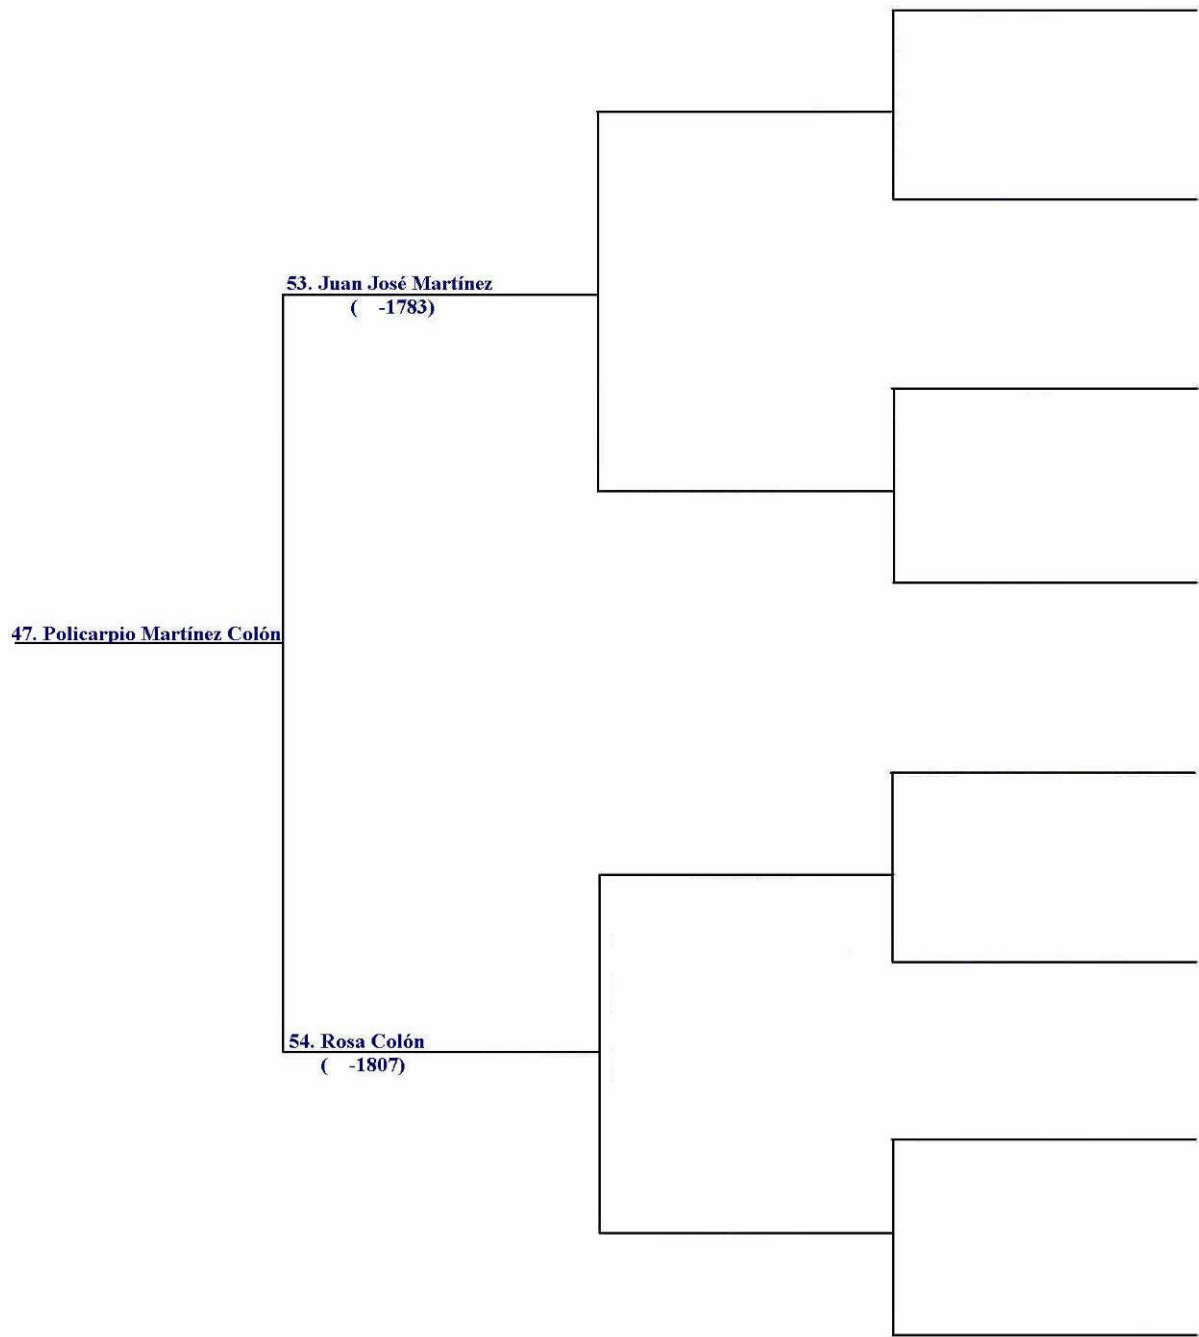 53. Juan José Martínez
( -1783)
47. Policarpio Martínez Colón
54. Rosa Colón
( -1807)